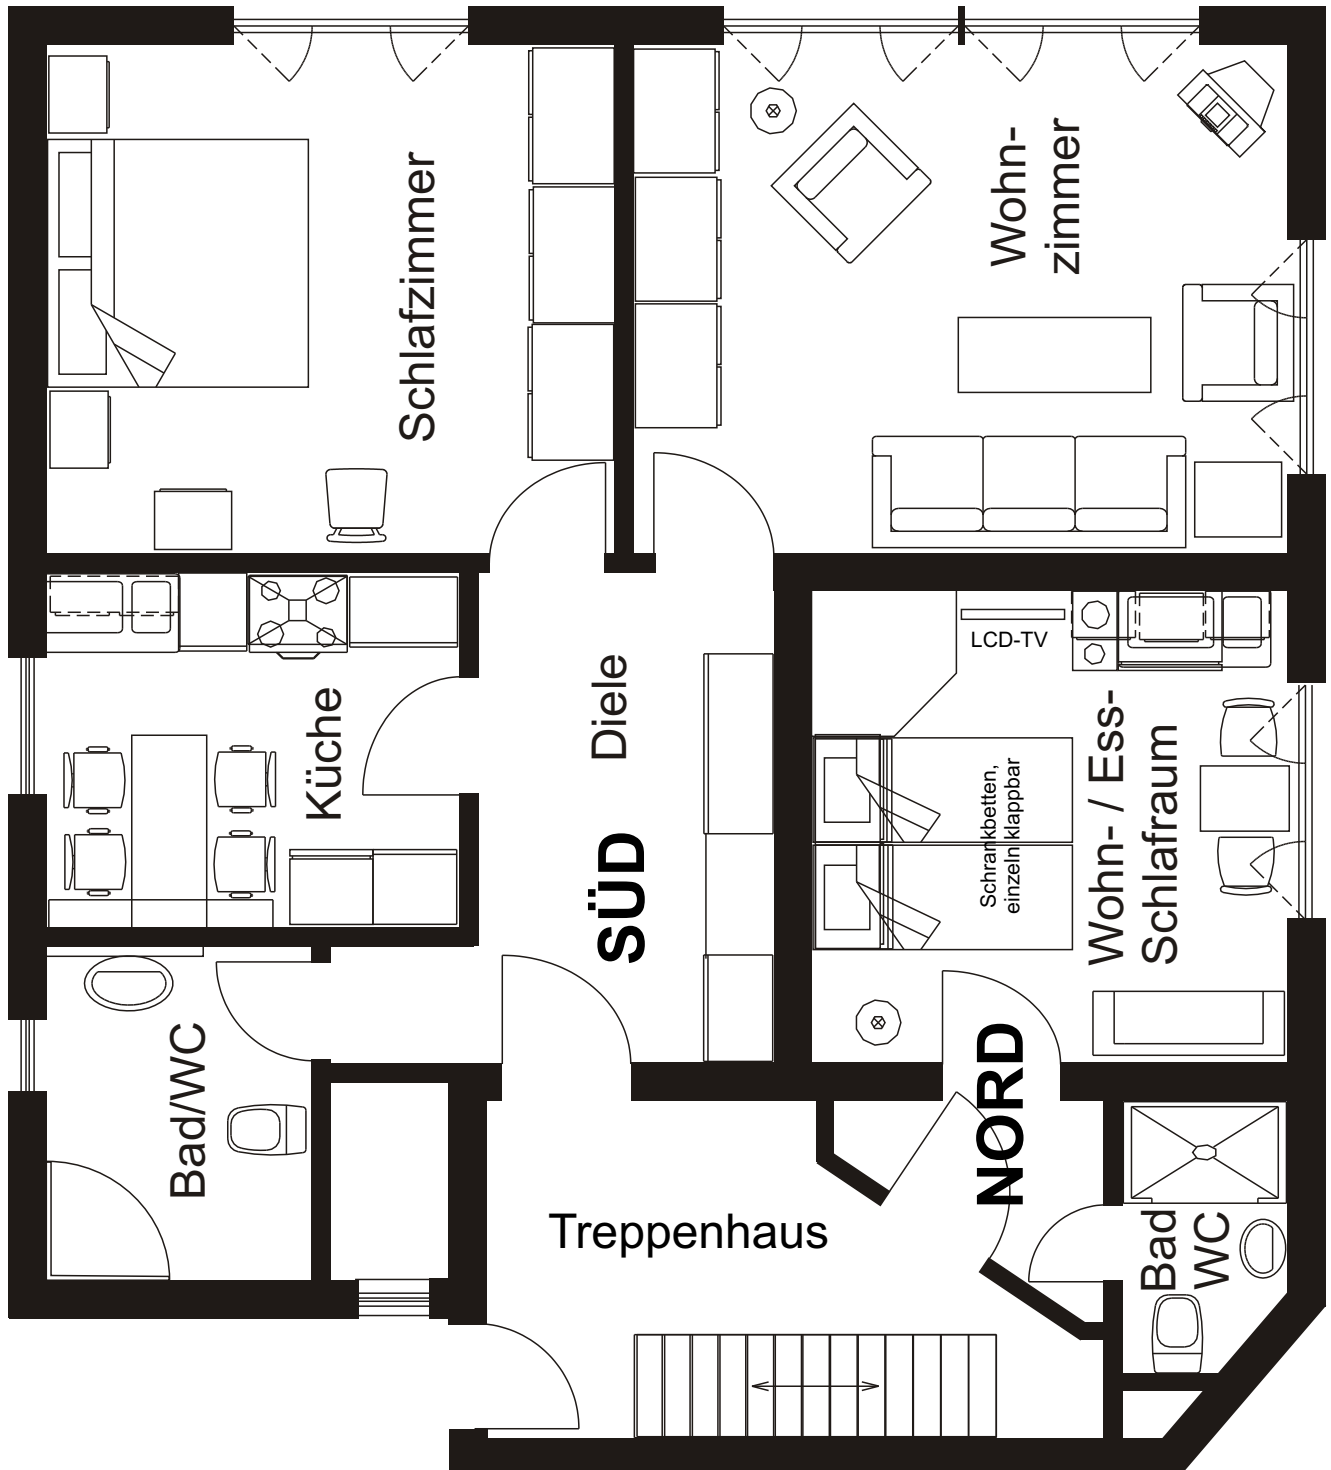 Schlafzimmer
Wohn-
zimmer
Küche
Diele
SÜD
LCD-TV
Schrankbetten,
einzeln klappbar
Wohn- / Ess-
Schlafraum
Bad/WC
NORD
Treppenhaus
Bad
WC